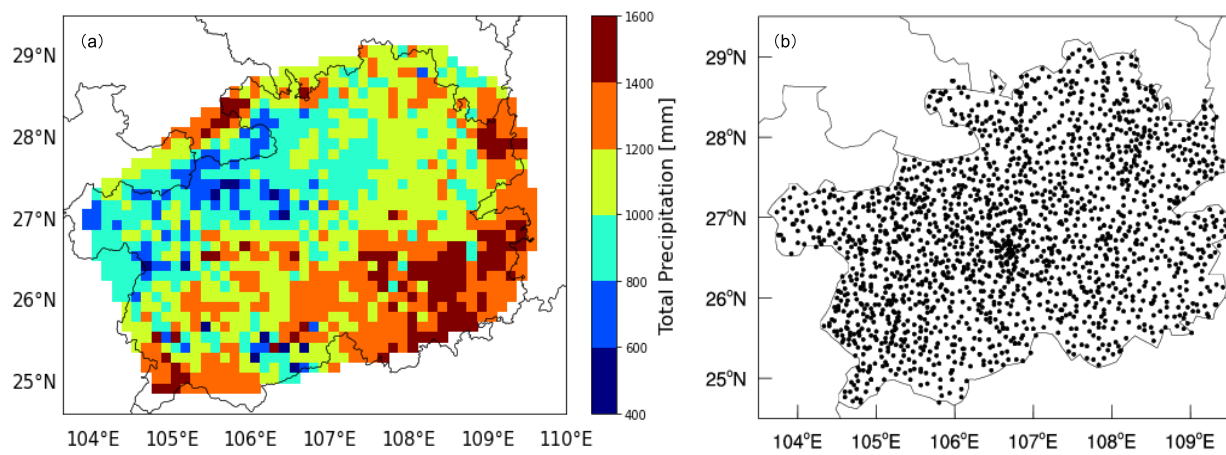 (a)
29°N
28°N
27°N
26°N
25°N
104°E 105°E 106°E 107°E 108°E 109°E 110°E
1600
1400
1200
1000
800
600
400
Total Precipitation [mm]
(b)
29°N
28°N
27°N
26°N
25°N
104°E 105°E 106°E 107°E 108°E 109°E